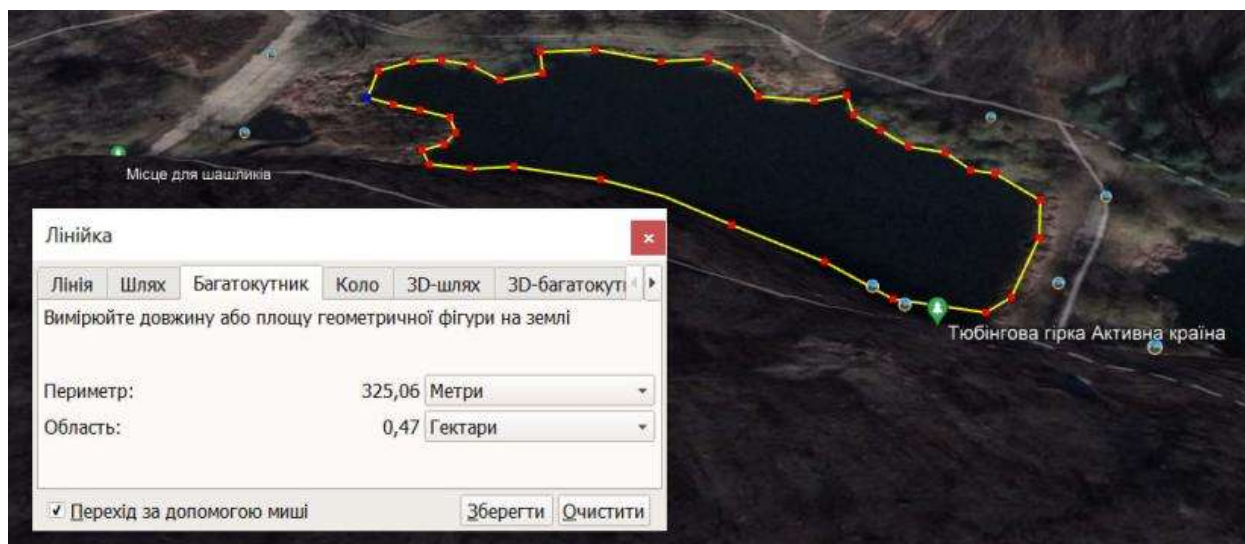 Місце для шашликів
Лінійка
Лінія Шлях Багатокутник Коло 3D-шлях 3D-багатокут
Вимірюйте довжину або площу геометричної фігури на землі
Тюбінгова гірка Активна країна
Периметр: 325,06 Метри
Область: 0,47 Гектари
Перехід за допомогою миші Зберегти Очистити